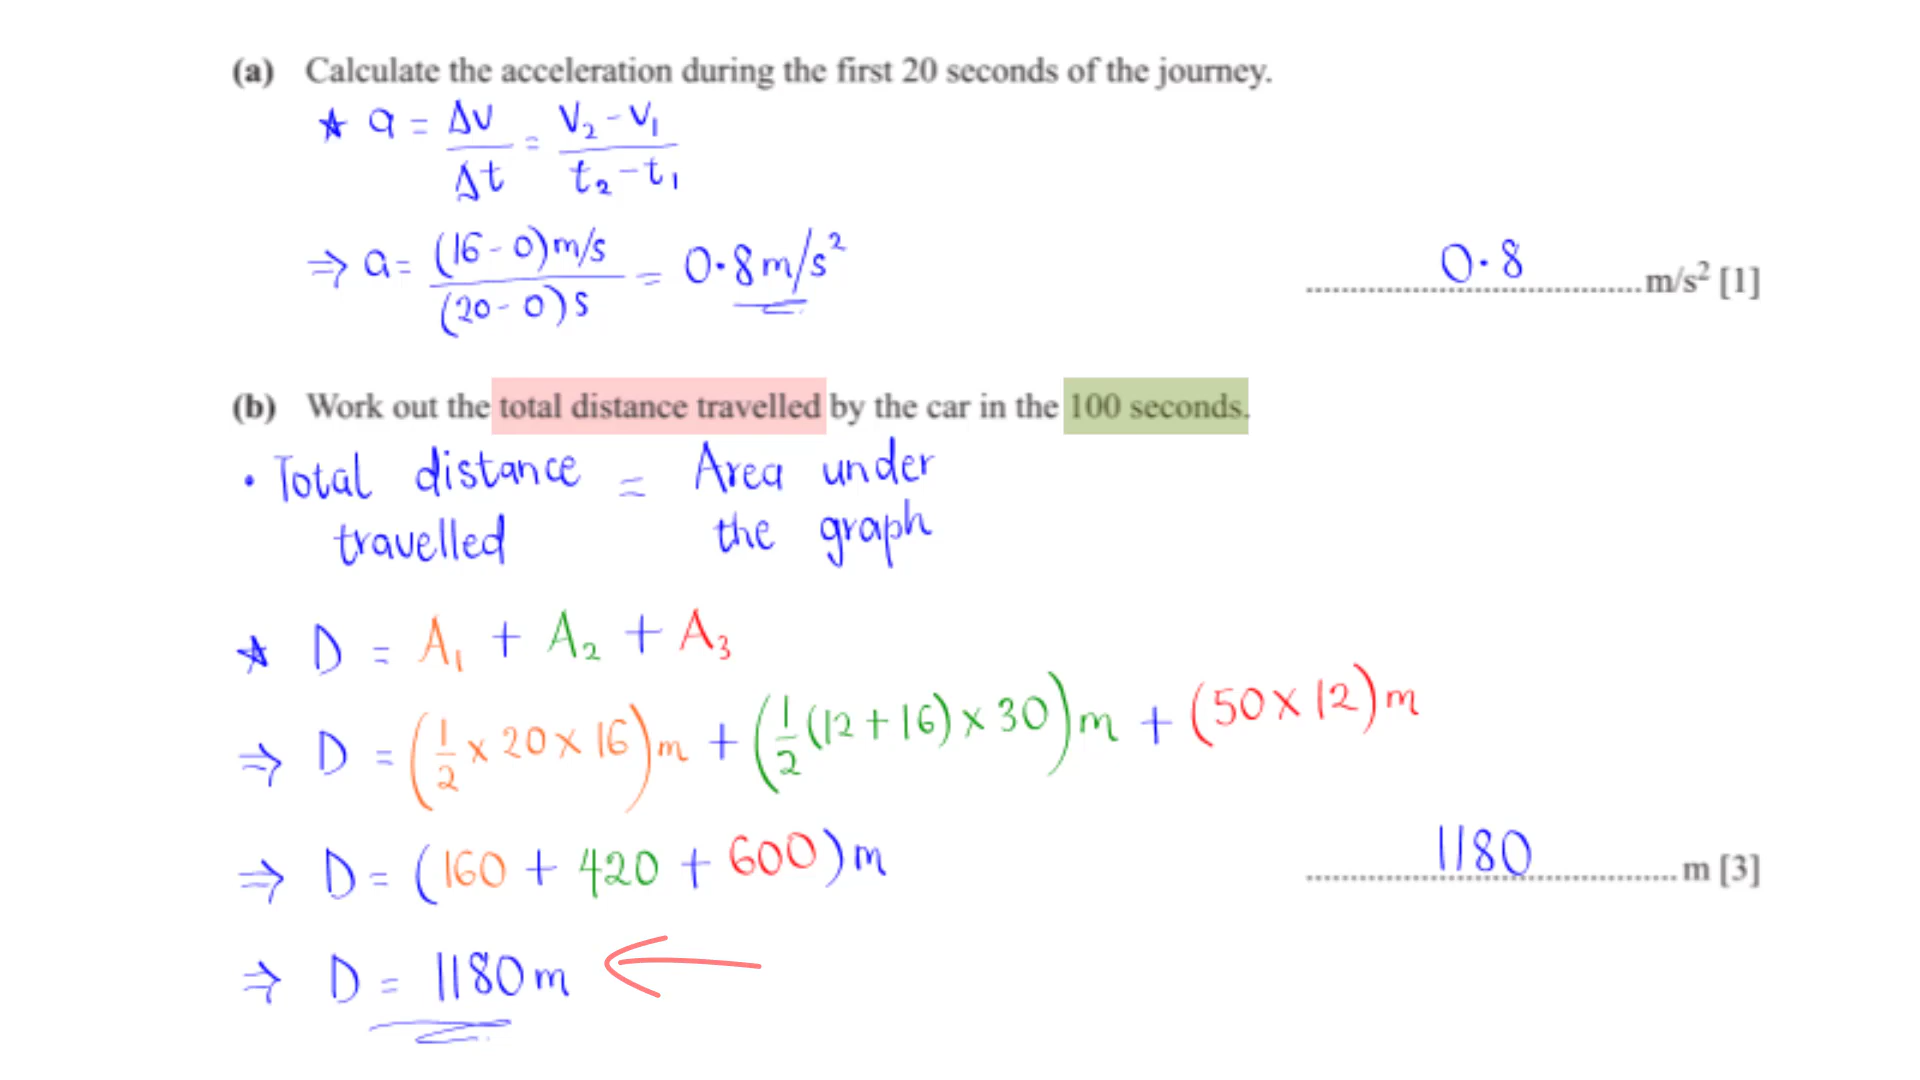 (a) Calculate the acceleration during the first 20 seconds of the journey.
★ a = Δv/Δt = (V₂ - V₁)/(t₂ - t₁)
⇒ a = (16 - 0)m/s / (20 - 0)s = 0.8 m/s²
0.8 m/s² [1]
(b) Work out the total distance travelled by the car in the 100 seconds.
• Total distance travelled = Area under the graph
★ D = A₁ + A₂ + A₃
⇒ D = (1/2 × 20 × 16)m + (1/2 (12 + 16) × 30)m + (50 × 12)m
⇒ D = (160 + 420 + 600)m
1180 m [3]
⇒ D = 1180m